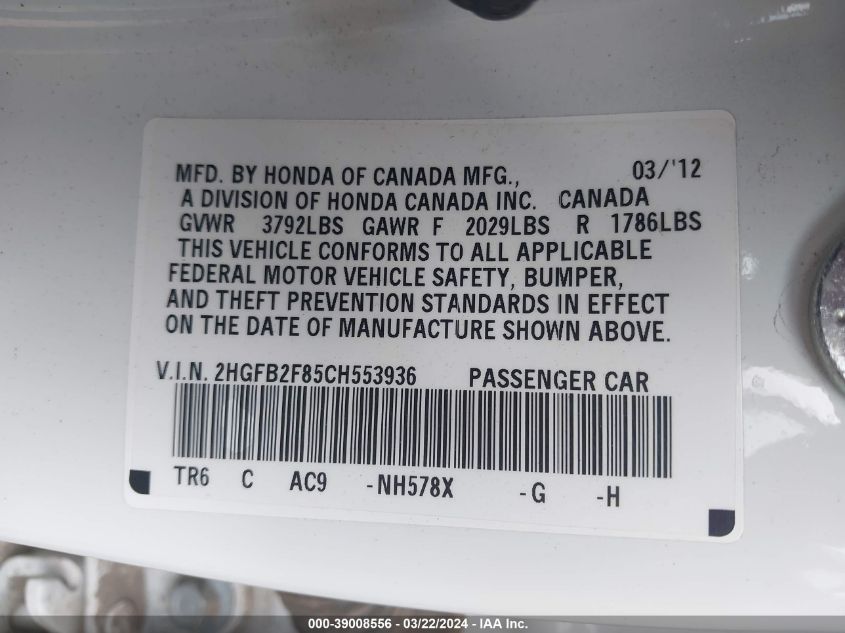 MFD. BY HONDA OF CANADA MFG., 03/'12
A DIVISION OF HONDA CANADA INC. CANADA
GVWR 3792LBS GAWR F 2029LBS R 1786LBS
THIS VEHICLE CONFORMS TO ALL APPLICABLE
FEDERAL MOTOR VEHICLE SAFETY, BUMPER,
AND THEFT PREVENTION STANDARDS IN EFFECT
ON THE DATE OF MANUFACTURE SHOWN ABOVE.
V.I.N. 2HGFB2F85CH553936 PASSENGER CAR
TR6 C AC9 -NH578X -G -H
000-39008556 - 03/22/2024 - IAA Inc.